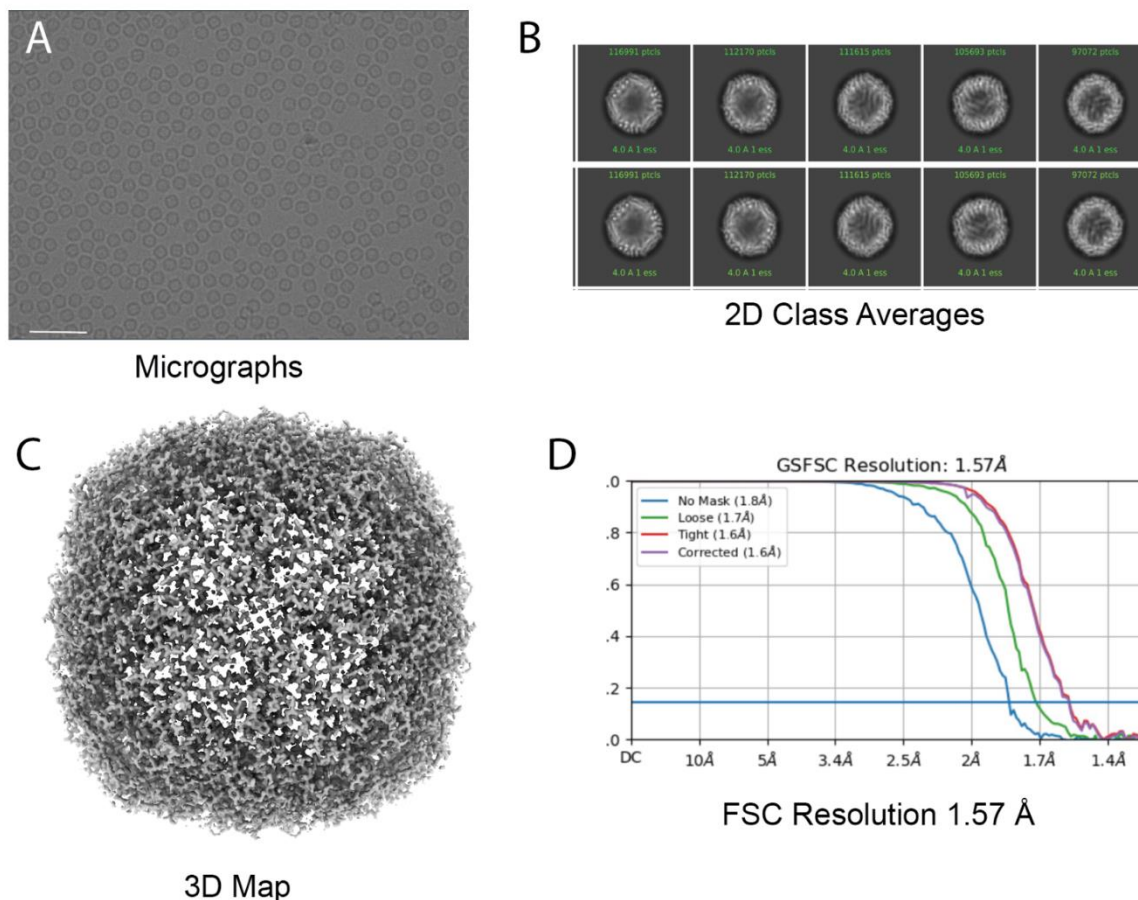 A
Micrographs
B
116991 ptcls 112170 ptcls 111615 ptcls 105693 ptcls 97072 ptcls
4.0 A 1 ess 4.0 A 1 ess 4.0 A 1 ess 4.0 A 1 ess 4.0 A 1 ess
116991 ptcls 112170 ptcls 111615 ptcls 105693 ptcls 97072 ptcls
4.0 A 1 ess 4.0 A 1 ess 4.0 A 1 ess 4.0 A 1 ess 4.0 A 1 ess
2D Class Averages
C
3D Map
D
GSFSC Resolution: 1.57Å
.0
.8
.6
.4
.2
.0
No Mask (1.8Å)
Loose (1.7Å)
Tight (1.6Å)
Corrected (1.6Å)
DC 10Å 5Å 3.4Å 2.5Å 2Å 1.7Å 1.4Å
FSC Resolution 1.57 Å